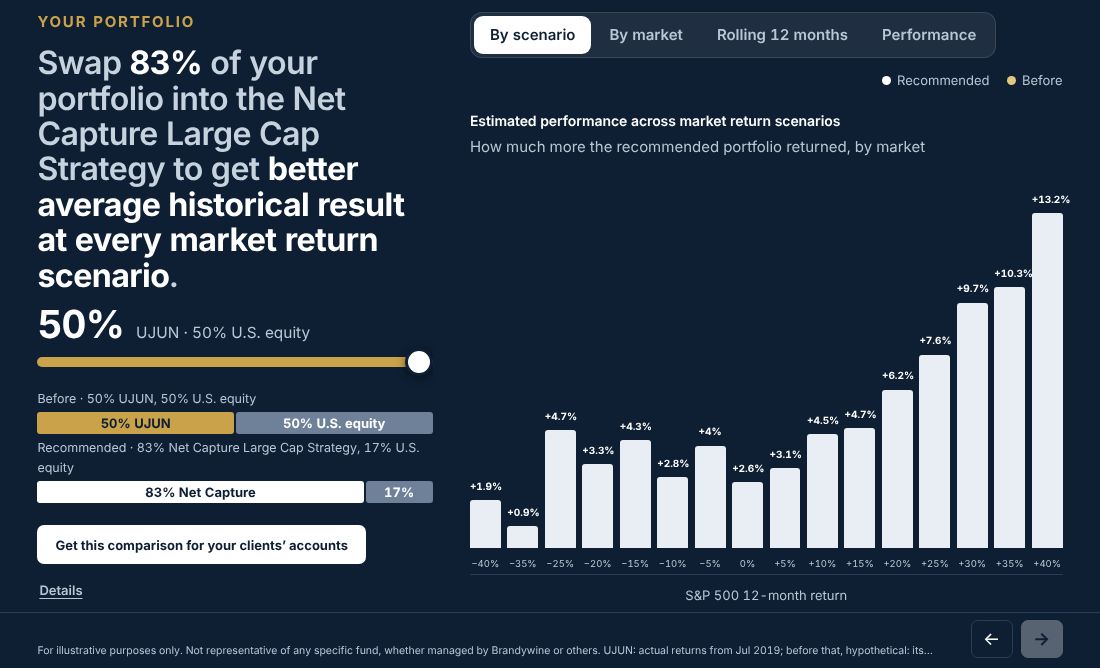 YOUR PORTFOLIO
Swap 83% of your
portfolio into the Net
Capture Large Cap
Strategy to get better
average historical result
at every market return
scenario.
50% UJUN · 50% U.S. equity
Before · 50% UJUN, 50% U.S. equity
50% UJUN 50% U.S. equity
Recommended · 83% Net Capture Large Cap Strategy, 17% U.S.
equity
83% Net Capture 17%
Get this comparison for your clients’ accounts
Details
By scenario By market Rolling 12 months Performance
Recommended Before
Estimated performance across market return scenarios
How much more the recommended portfolio returned, by market
+1.9% +0.9% +4.7% +3.3% +4.3% +2.8% +4% +2.6% +3.1% +4.5% +4.7% +6.2% +7.6% +9.7% +10.3% +13.2%
−40% −35% −25% −20% −15% −10% −5% 0% +5% +10% +15% +20% +25% +30% +35% +40%
S&P 500 12-month return
For illustrative purposes only. Not representative of any specific fund, whether managed by Brandywine or others. UJUN: actual returns from Jul 2019; before that, hypothetical: its…
← →